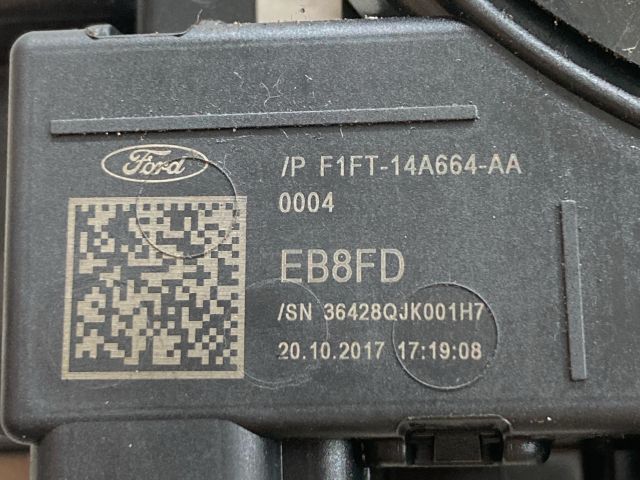 Ford
/P F1FT-14A664-AA
0004
EB8FD
/SN 36428QJK001H7
20.10.2017 17:19:08